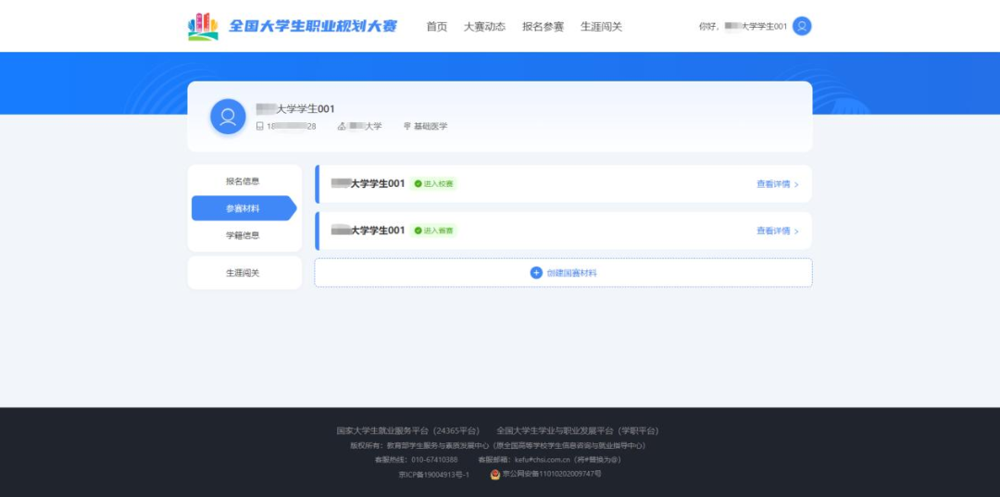 全国大学生职业规划大赛 首页 大赛动态 报名参赛 生涯闯关 你好， 大学学生001
大学学生001
18 28 大学 基础医学
报名信息
参赛材料
学籍信息
生涯闯关
大学学生001 进入校赛 查看详情 >
大学学生001 进入省赛 查看详情 >
创建国赛材料
国家大学生就业服务平台（24365平台） 全国大学生学业与职业发展平台（学职平台）
版权所有：教育部学生服务与素质发展中心（原全国高等学校学生信息咨询与就业指导中心）
客服热线：010-67410388 客服邮箱：kefu#chsi.com.cn（将#替换为@）
京ICP备19004913号-1 京公网安备11010202009747号